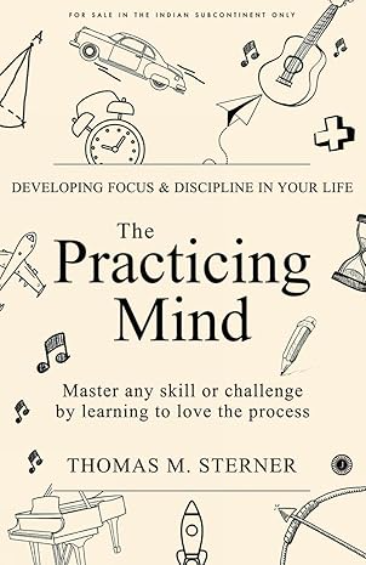 FOR SALE IN THE INDIAN SUBCONTINENT ONLY
DEVELOPING FOCUS & DISCIPLINE IN YOUR LIFE
The
Practicing
Mind
Master any skill or challenge
by learning to love the process
THOMAS M. STERNER